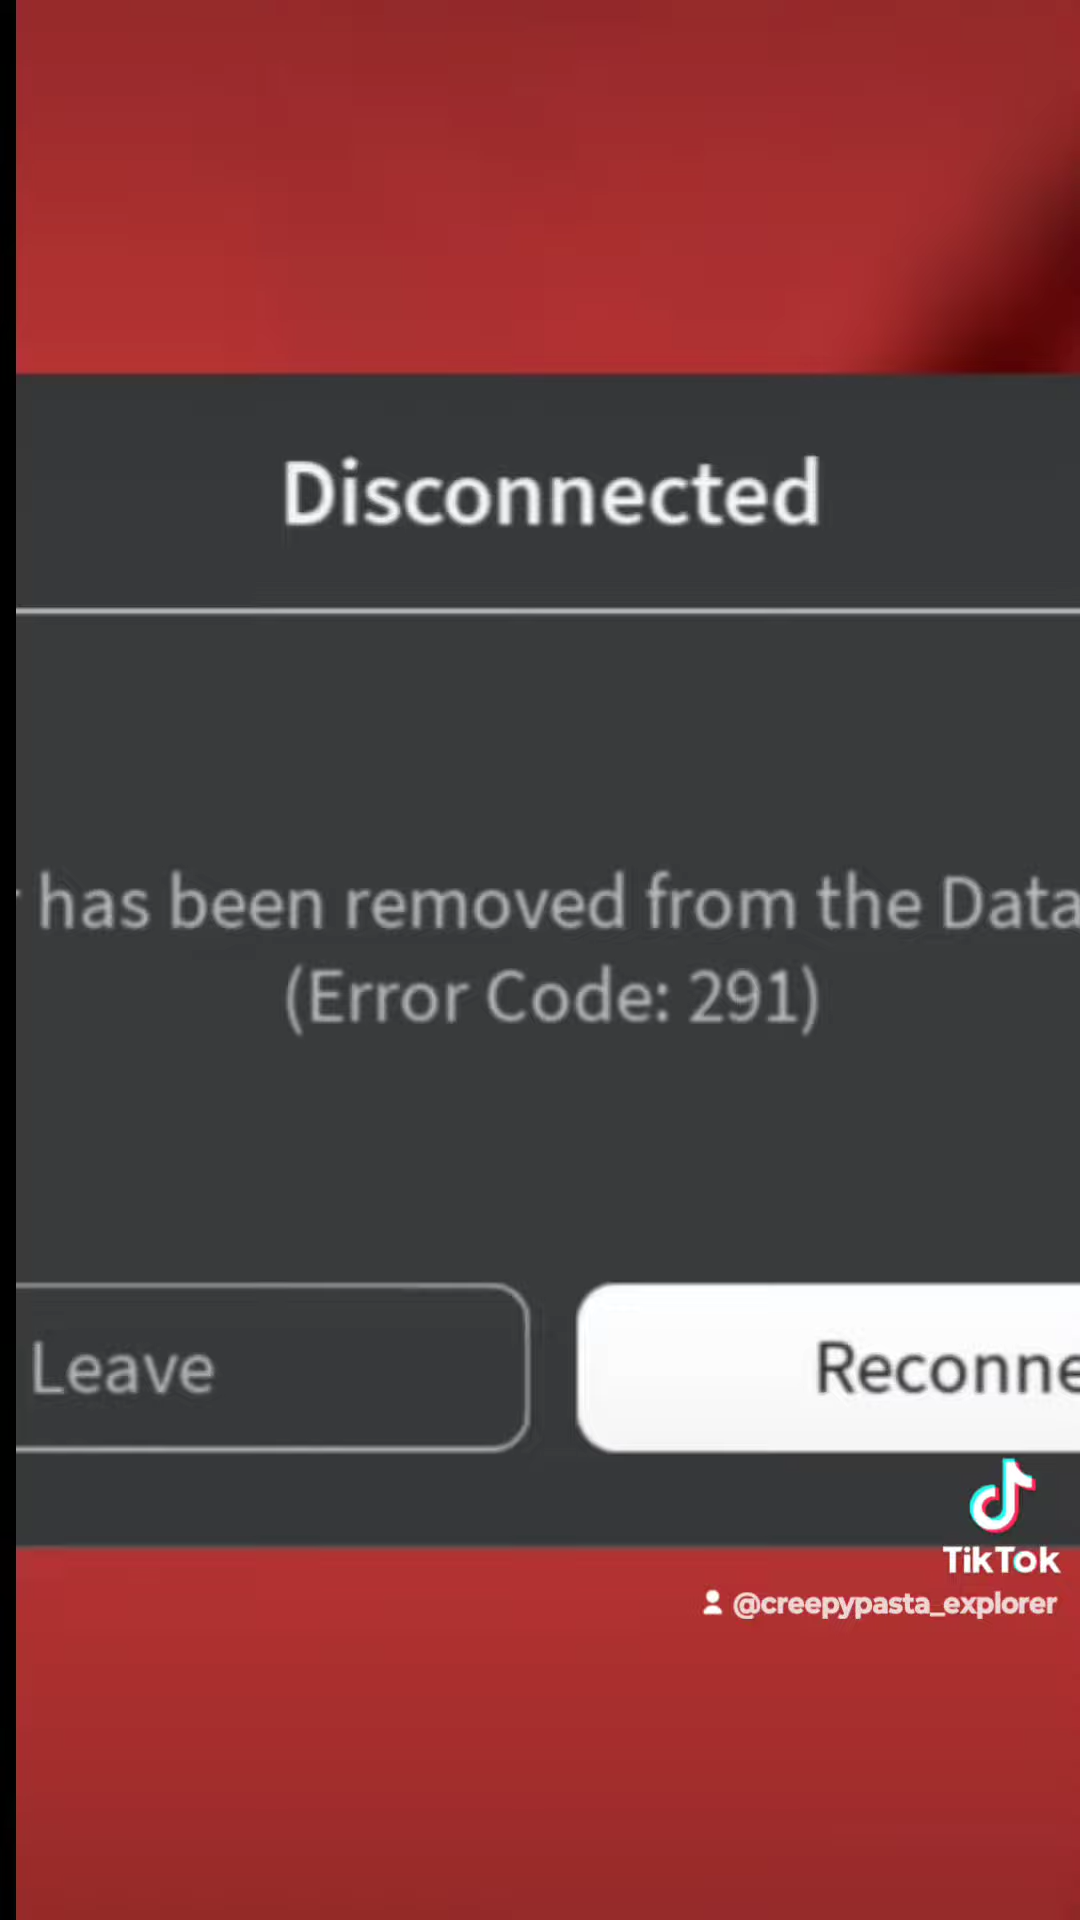 Disconnected
has been removed from the Data
(Error Code: 291)
Leave
Reconne
TikTok
@creepypasta_explorer